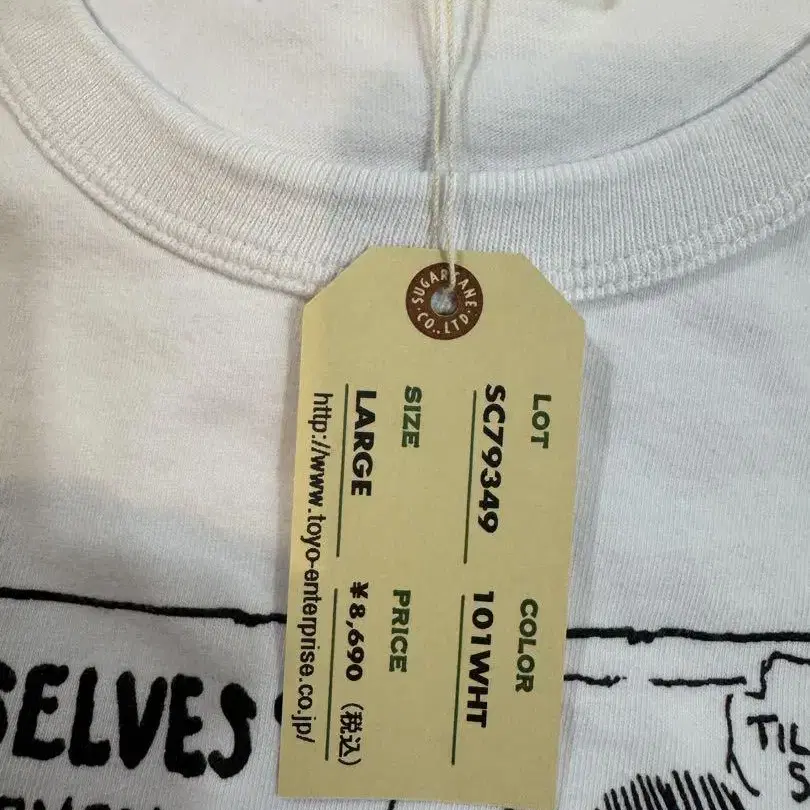 SUGAR CANE
CO., LTD.
LOT
SC79349
COLOR
101WHT
SIZE
LARGE
PRICE
¥8,690 (税込)
http://www.toyo-enterprise.co.jp/
SELVES